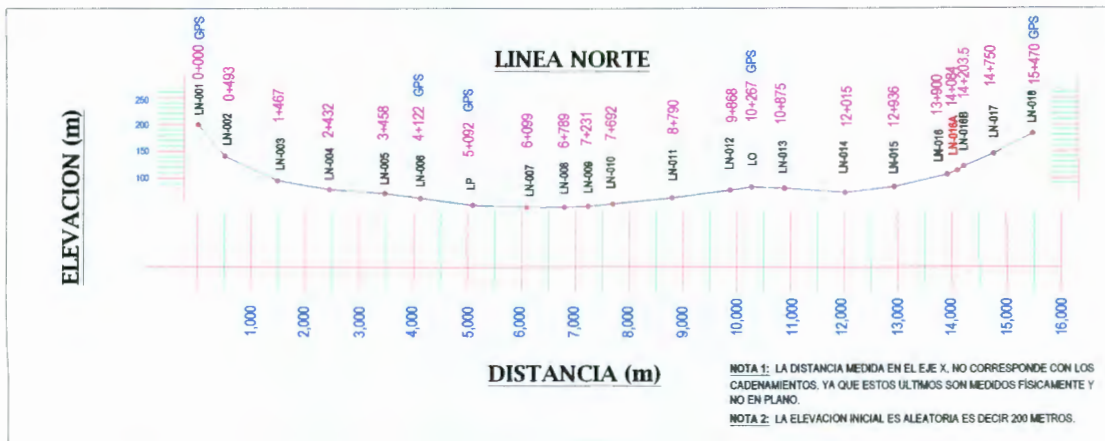 LINEA NORTE
ELEVACION (m)
250
200
150
100
LN-001 0+000 GPS
LN-002 0+493
LN-003 1+467
LN-004 2+432
LN-005 3+458
LN-006 4+122 GPS
LP 5+092 GPS
LN-007 6+099
LN-008 6+789
LN-009 7+231
LN-010 7+692
LN-011 8+790
LN-012 9+868
LO 10+267 GPS
LN-013 10+875
LN-014 12+015
LN-015 12+936
LN-016 13+900
LN-016A 14+084
LN-016B 14+203.5
LN-017 14+750
LN-018 15+470 GPS
1,000
2,000
3,000
4,000
5,000
6,000
7,000
8,000
9,000
10,000
11,000
12,000
13,000
14,000
15,000
16,000
DISTANCIA (m)
NOTA 1: LA DISTANCIA MEDIDA EN EL EJE X, NO CORRESPONDE CON LOS
CADENAMIENTOS, YA QUE ESTOS ULTIMOS SON MEDIDOS FÍSICAMENTE Y
NO EN PLANO.
NOTA 2: LA ELEVACION INICIAL ES ALEATORIA ES DECIR 200 METROS.